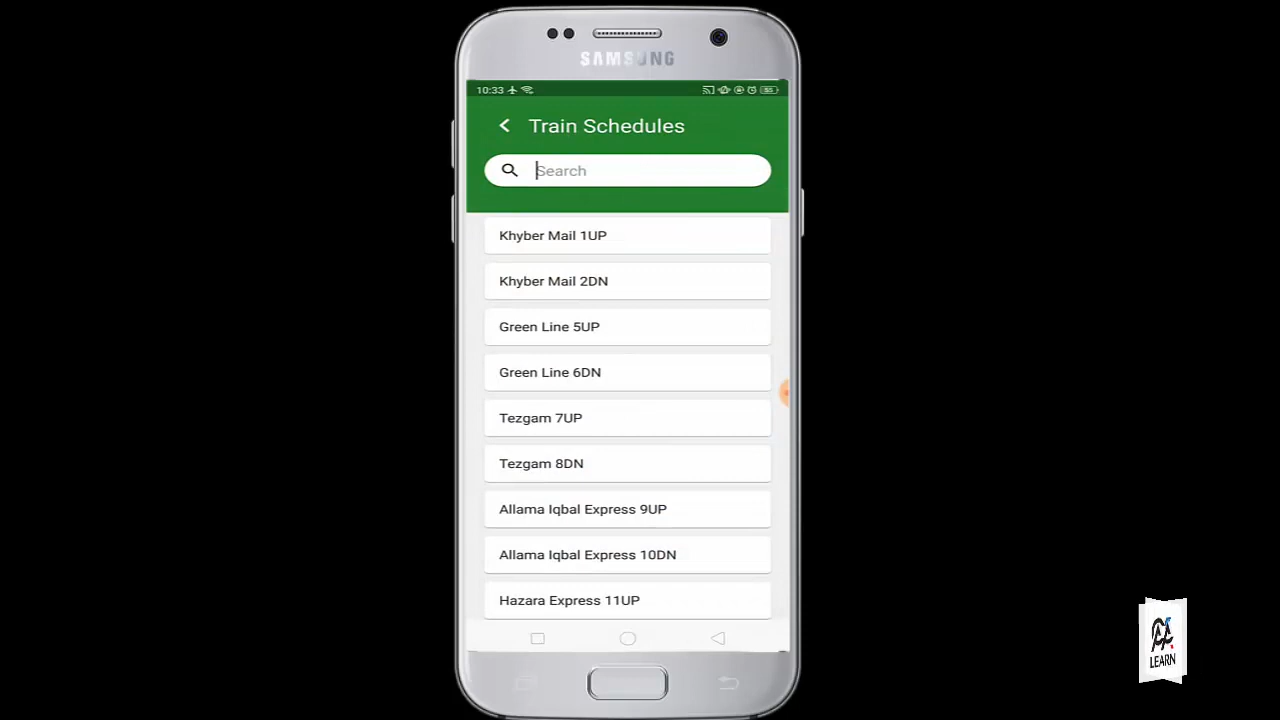 SAMSUNG
10:33
Train Schedules
Search
Khyber Mail 1UP
Khyber Mail 2DN
Green Line 5UP
Green Line 6DN
Tezgam 7UP
Tezgam 8DN
Allama Iqbal Express 9UP
Allama Iqbal Express 10DN
Hazara Express 11UP
LEARN